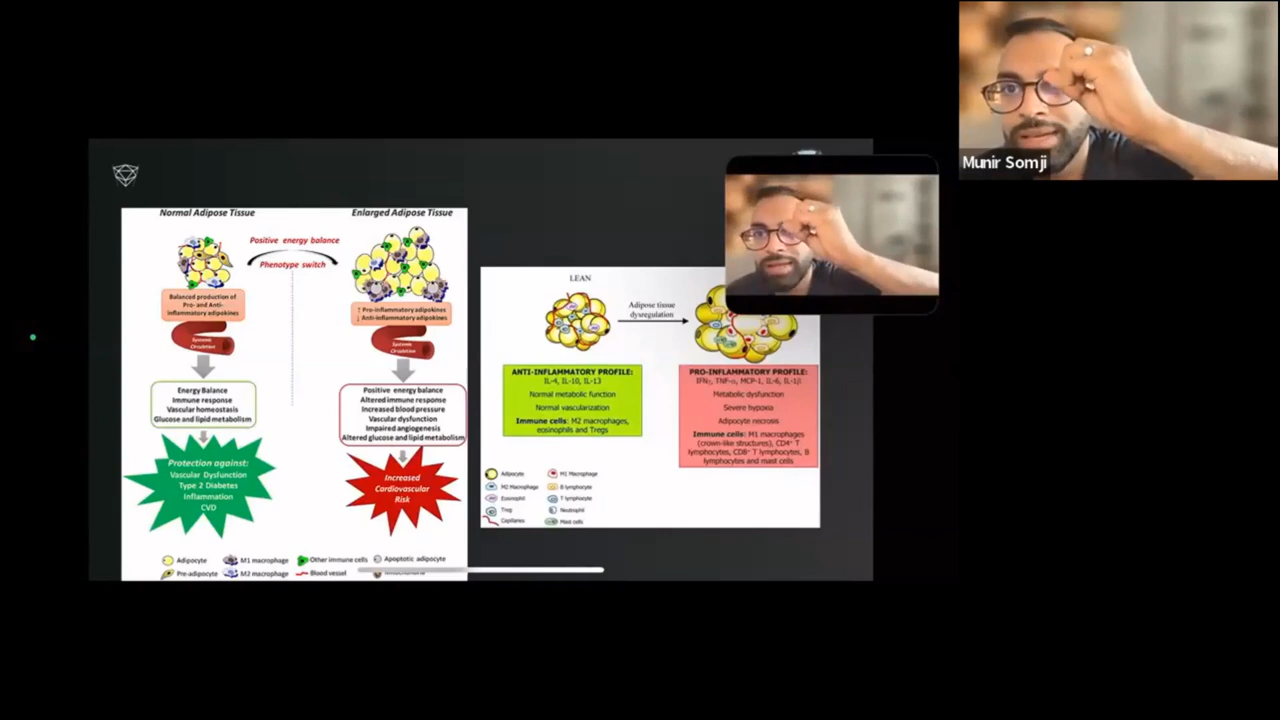 Munir Somji
Normal Adipose Tissue
Enlarged Adipose Tissue
Positive energy balance
Phenotype switch
Balanced production of
Pro- and Anti-
inflammatory adipokines
↑ Pro-inflammatory adipokines
↓ Anti-inflammatory adipokines
Systemic
Circulation
Systemic
Circulation
Energy Balance
Immune response
Vascular homeostasis
Glucose and lipid metabolism
Positive energy balance
Altered immune response
Increased blood pressure
Vascular dysfunction
Impaired angiogenesis
Altered glucose and lipid metabolism
Protection against:
Vascular Dysfunction
Type 2 Diabetes
Inflammation
CVD
Increased
Cardiovascular
Risk
Adipocyte
M1 macrophage
Other immune cells
Apoptotic adipocyte
Pre-adipocyte
M2 macrophage
Blood vessel
LEAN
Adipose tissue
dysregulation
ANTI-INFLAMMATORY PROFILE:
IL-4, IL-10, IL-13
Normal metabolic function
Normal vascularization
Immune cells: M2 macrophages,
eosinophils and Tregs
PRO-INFLAMMATORY PROFILE:
IFNγ, TNF-α, MCP-1, IL-6, IL-1β
Metabolic dysfunction
Severe hypoxia
Adipocyte necrosis
Immune cells: M1 macrophages
(crown-like structures), CD4⁺ T
lymphocytes, CD8⁺ T lymphocytes, B
lymphocytes and mast cells
Adipocyte
M1 Macrophage
M2 Macrophage
B lymphocyte
Eosinophil
T lymphocyte
Treg
Neutrophil
Capilaries
Mast cells